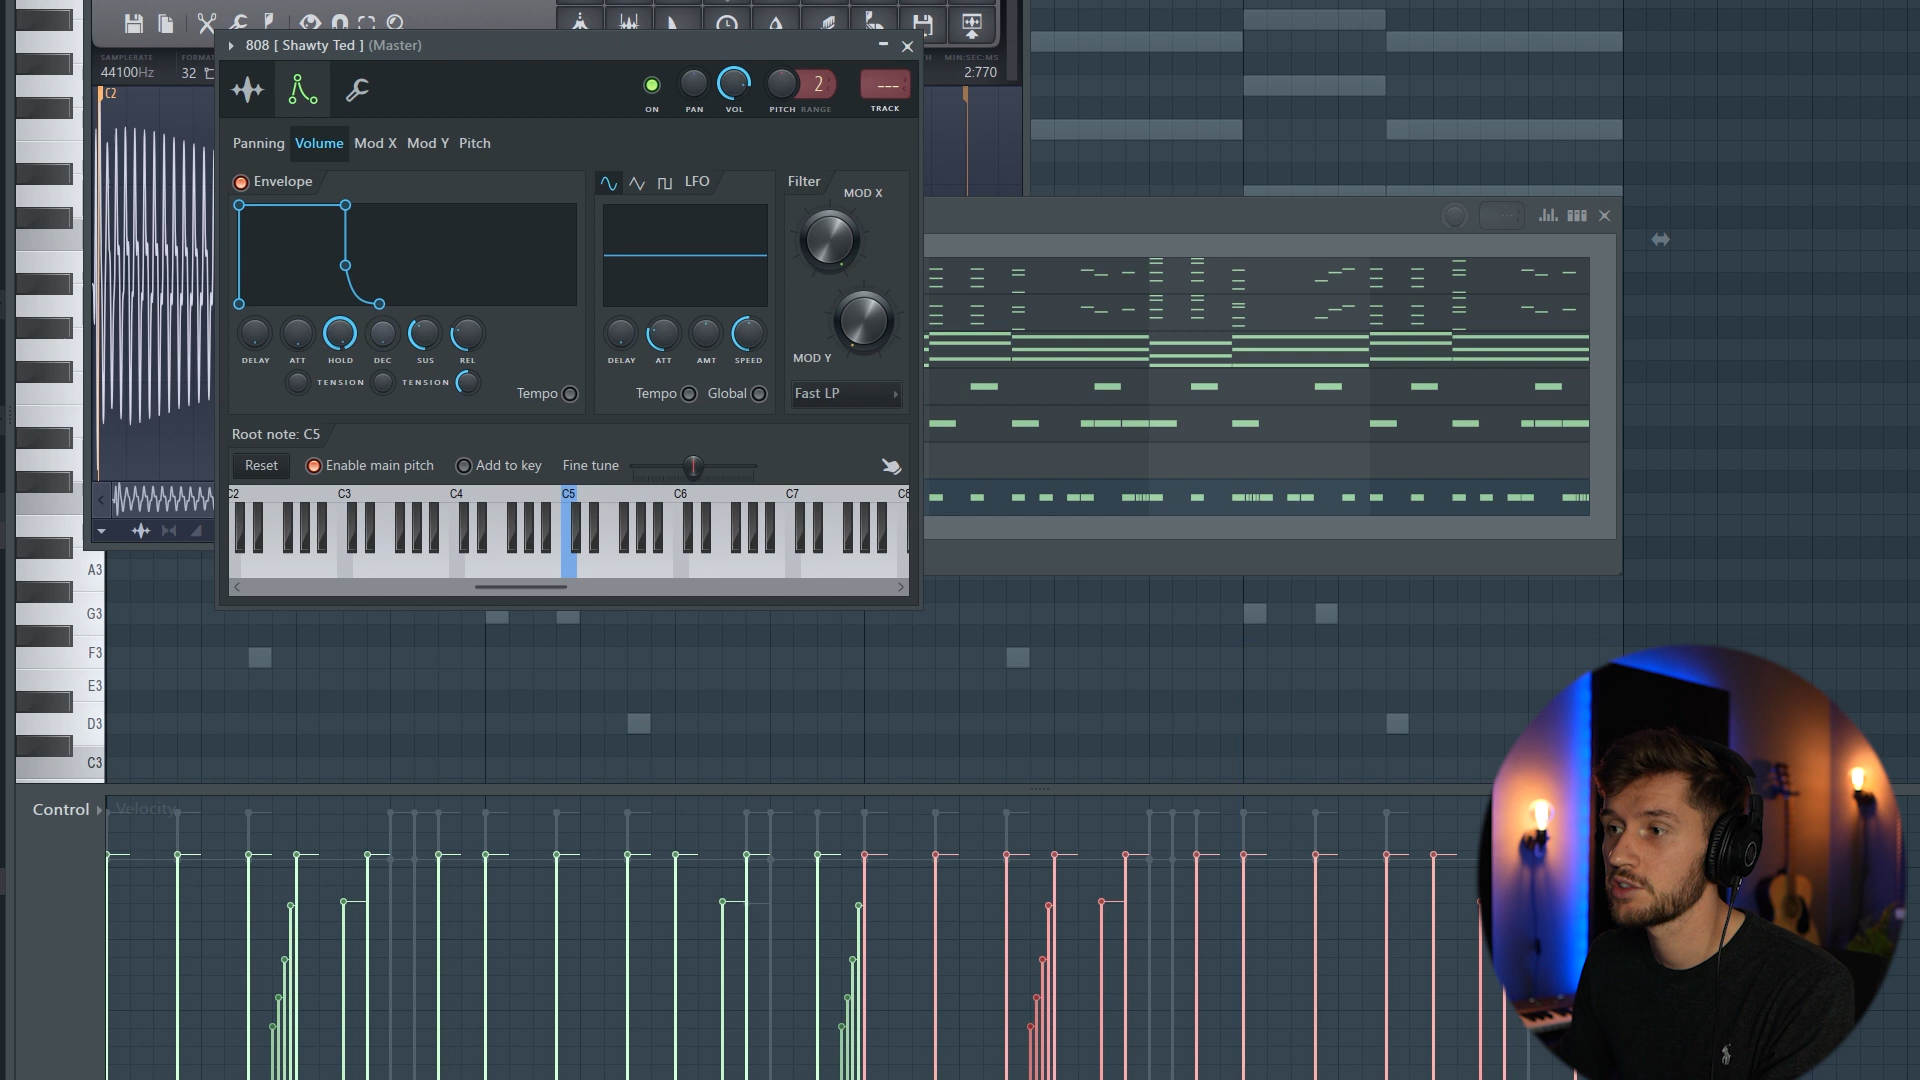 808 [ Shawty Ted ] (Master)
SAMPLERATE
FORMAT
44100Hz
32
MIN:SEC:MS
2:770
C2
2
---
ON
PAN
VOL
PITCH
RANGE
TRACK
Panning
Volume
Mod X
Mod Y
Pitch
Envelope
LFO
Filter
MOD X
DELAY
ATT
HOLD
DEC
SUS
REL
DELAY
ATT
AMT
SPEED
MOD Y
TENSION
TENSION
Tempo
Tempo
Global
Fast LP
Root note: C5
Reset
Enable main pitch
Add to key
Fine tune
C2
C3
C4
C5
C6
C7
C8
A3
G3
F3
E3
D3
C3
Control
Velocity